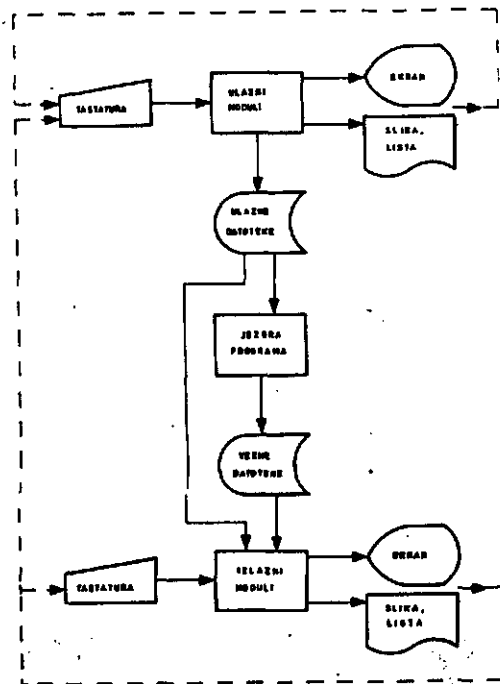 TASTATURA
ULAZNI
MODULI
EKRAN
SLIKA,
LISTA
ULAZNE
DATOTEKE
JEZGRA
PROGRAMA
VEZNE
DATOTEKE
TASTATURA
IZLAZNI
MODULI
EKRAN
SLIKA,
LISTA